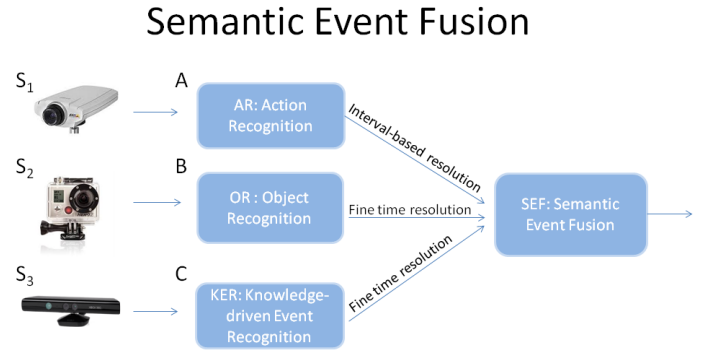 Semantic Event Fusion
S1
A
AR: Action
Recognition
Interval-based resolution
S2
B
OR : Object
Recognition
Fine time resolution
SEF: Semantic
Event Fusion
S3
C
KER: Knowledge-
driven Event
Recognition
Fine time resolution